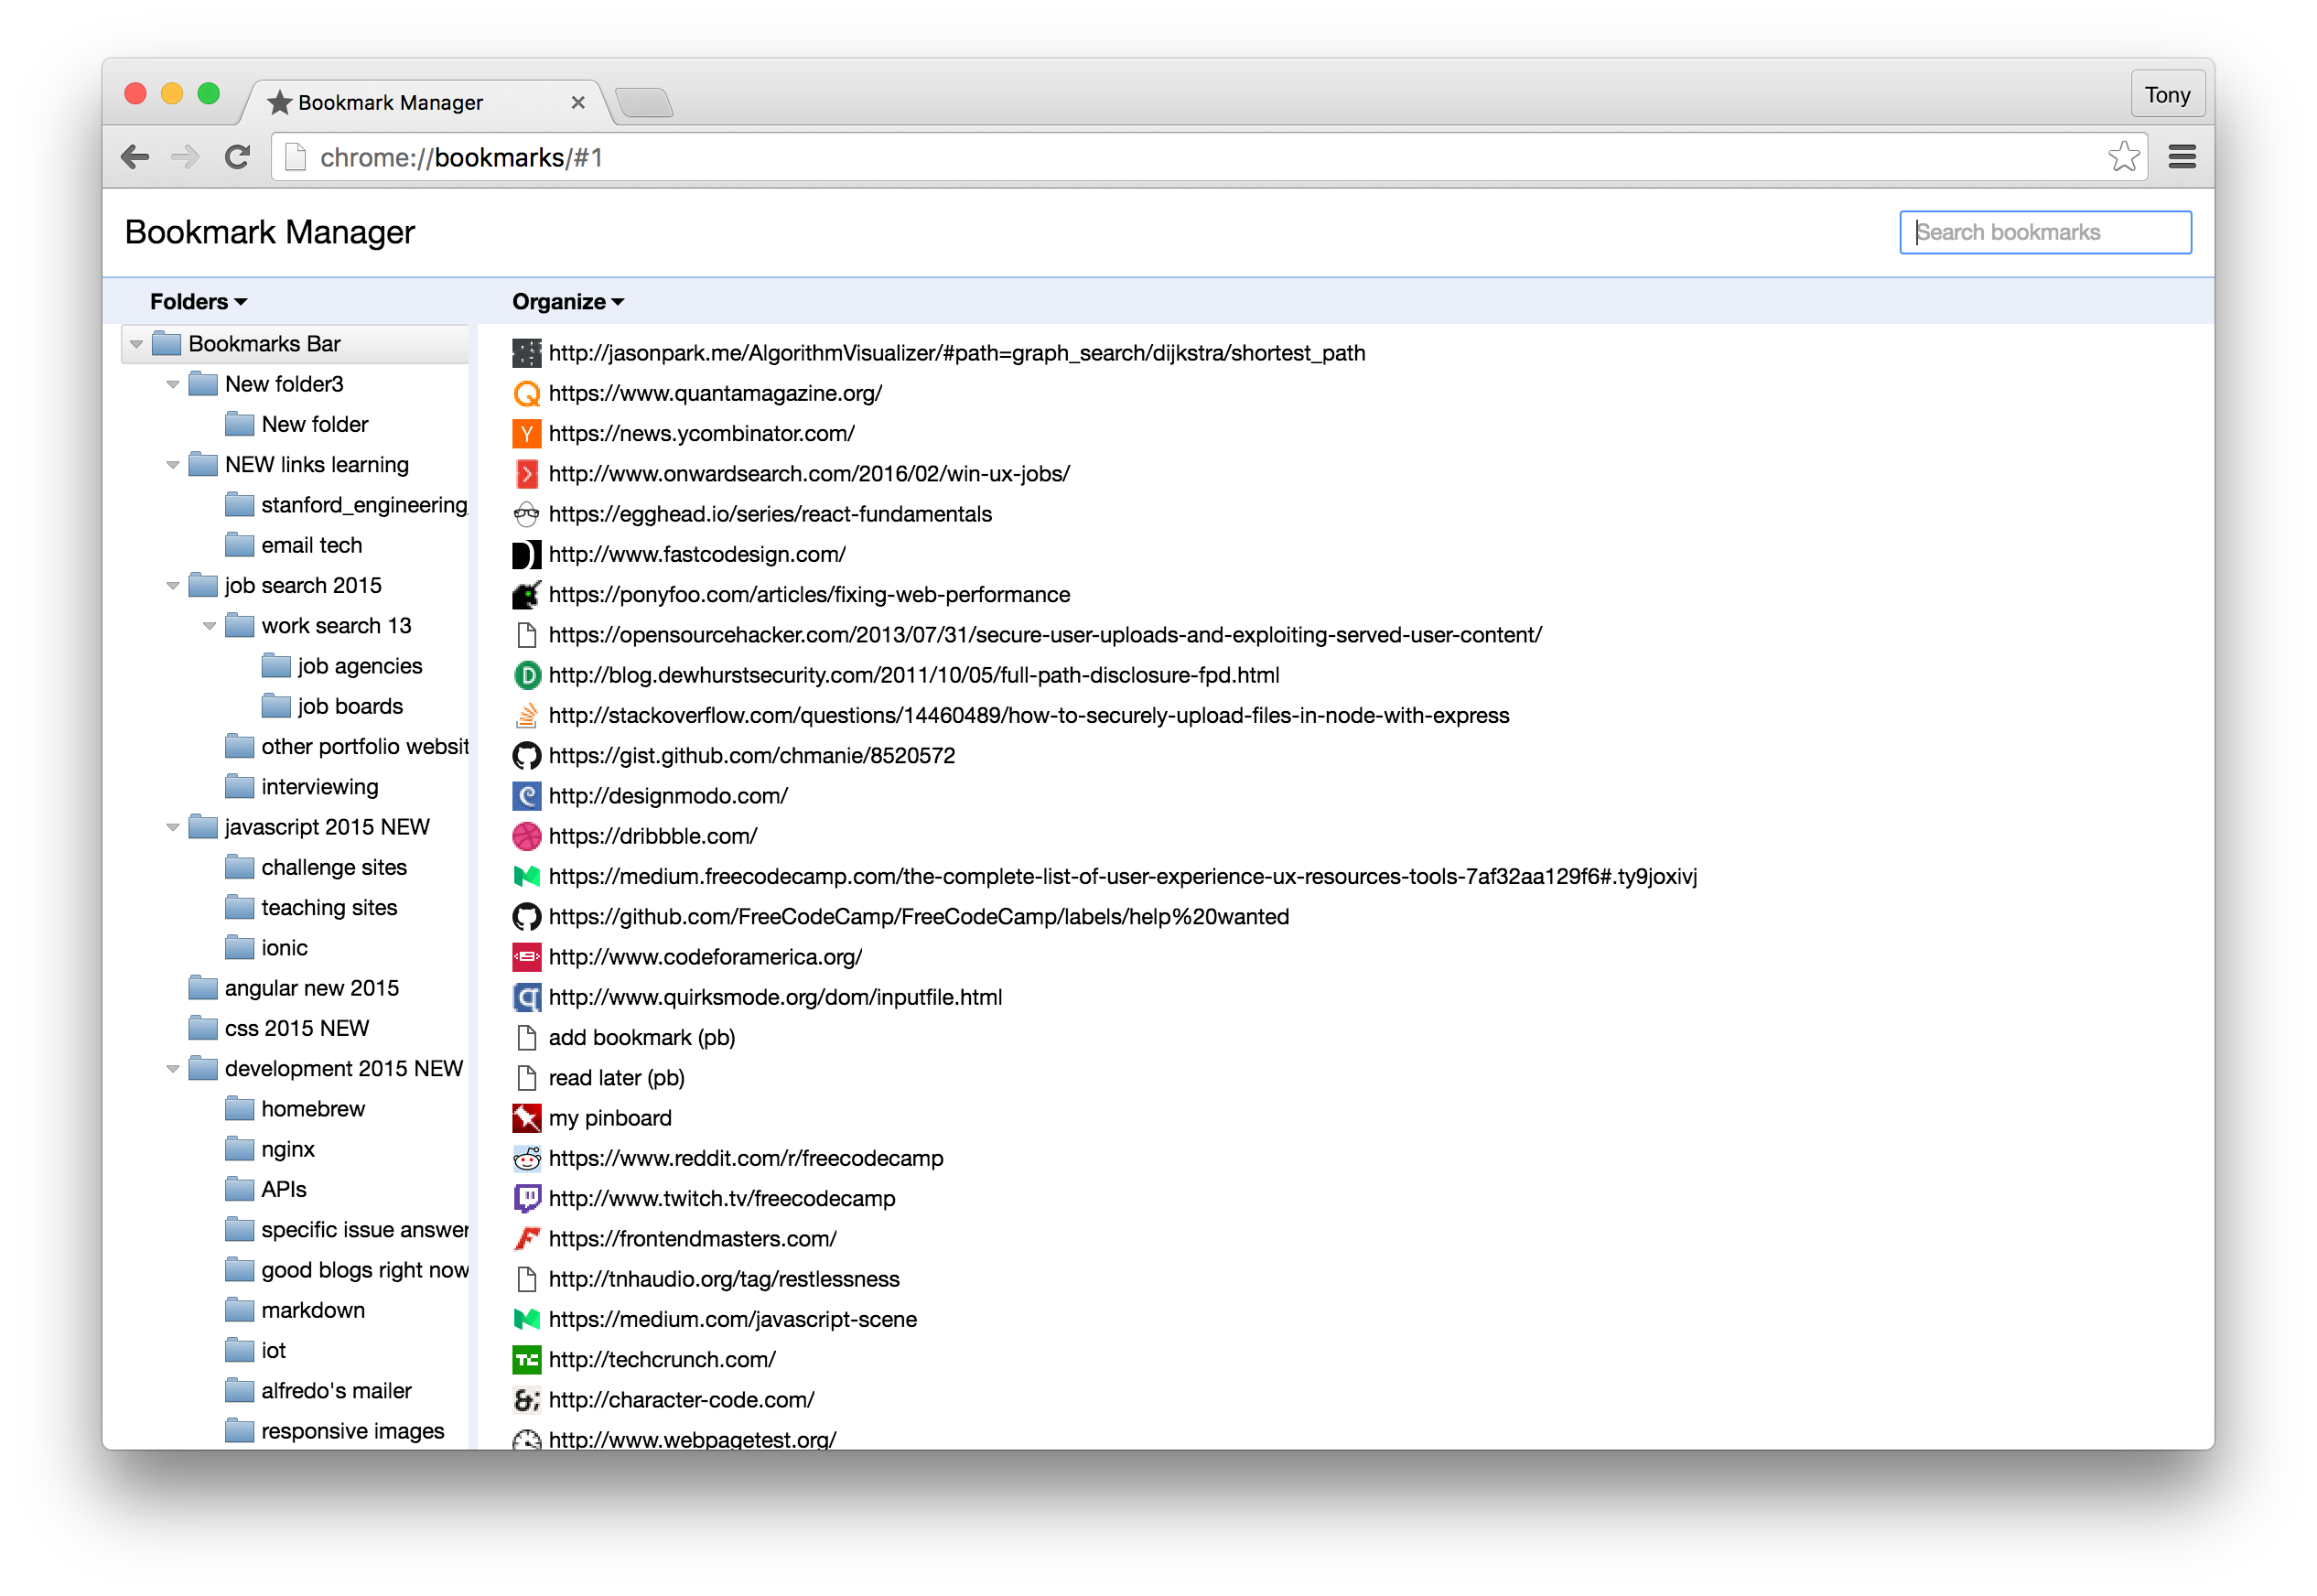 Bookmark Manager
Tony
chrome://bookmarks/#1
Bookmark Manager
Search bookmarks
Folders
Organize
Bookmarks Bar
New folder3
New folder
NEW links learning
stanford_engineering_
email tech
job search 2015
work search 13
job agencies
job boards
other portfolio websit
interviewing
javascript 2015 NEW
challenge sites
teaching sites
ionic
angular new 2015
css 2015 NEW
development 2015 NEW
homebrew
nginx
APIs
specific issue answer
good blogs right now
markdown
iot
alfredo's mailer
responsive images
http://jasonpark.me/AlgorithmVisualizer/#path=graph_search/dijkstra/shortest_path
https://www.quantamagazine.org/
https://news.ycombinator.com/
http://www.onwardsearch.com/2016/02/win-ux-jobs/
https://egghead.io/series/react-fundamentals
http://www.fastcodesign.com/
https://ponyfoo.com/articles/fixing-web-performance
https://opensourcehacker.com/2013/07/31/secure-user-uploads-and-exploiting-served-user-content/
http://blog.dewhurstsecurity.com/2011/10/05/full-path-disclosure-fpd.html
http://stackoverflow.com/questions/14460489/how-to-securely-upload-files-in-node-with-express
https://gist.github.com/chmanie/8520572
http://designmodo.com/
https://dribbble.com/
https://medium.freecodecamp.com/the-complete-list-of-user-experience-ux-resources-tools-7af32aa129f6#.ty9joxivj
https://github.com/FreeCodeCamp/FreeCodeCamp/labels/help%20wanted
http://www.codeforamerica.org/
http://www.quirksmode.org/dom/inputfile.html
add bookmark (pb)
read later (pb)
my pinboard
https://www.reddit.com/r/freecodecamp
http://www.twitch.tv/freecodecamp
https://frontendmasters.com/
http://tnhaudio.org/tag/restlessness
https://medium.com/javascript-scene
http://techcrunch.com/
http://character-code.com/
http://www.webpagetest.org/